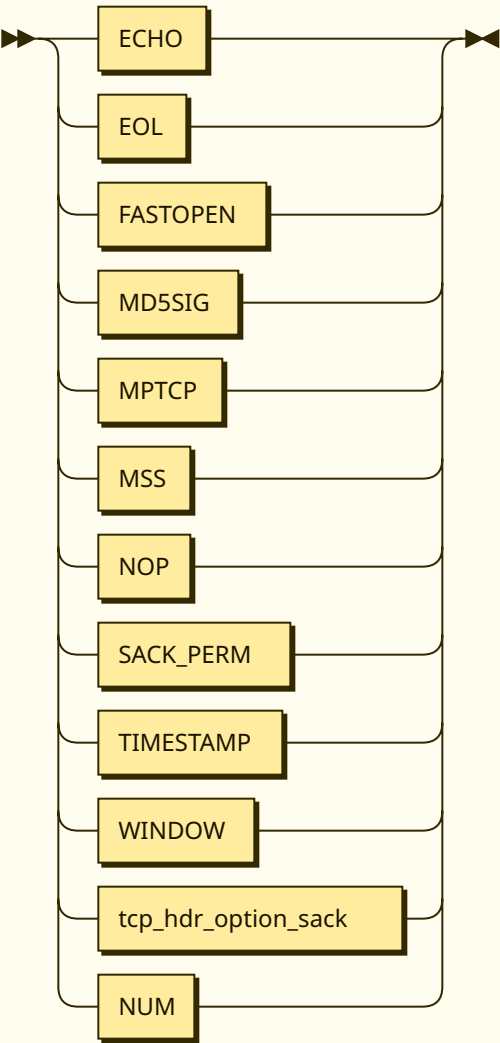 ECHO
EOL
FASTOPEN
MD5SIG
MPTCP
MSS
NOP
SACK_PERM
TIMESTAMP
WINDOW
tcp_hdr_option_sack
NUM